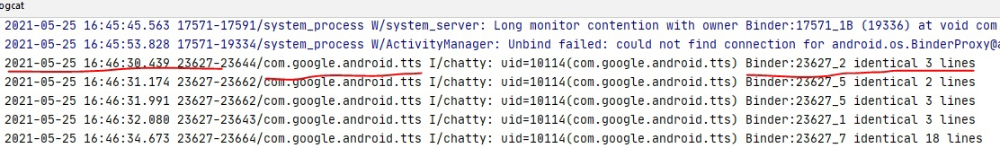 ogcat
2021-05-25 16:45:45.563 17571-17591/system_process W/system_server: Long monitor contention with owner Binder:17571_1B (19336) at void com
2021-05-25 16:45:53.828 17571-19334/system_process W/ActivityManager: Unbind failed: could not find connection for android.os.BinderProxy@
2021-05-25 16:46:30.439 23627-23644/com.google.android.tts I/chatty: uid=10114(com.google.android.tts) Binder:23627_2 identical 3 lines
2021-05-25 16:46:31.174 23627-23662/com.google.android.tts I/chatty: uid=10114(com.google.android.tts) Binder:23627_5 identical 2 lines
2021-05-25 16:46:31.991 23627-23662/com.google.android.tts I/chatty: uid=10114(com.google.android.tts) Binder:23627_5 identical 3 lines
2021-05-25 16:46:32.080 23627-23643/com.google.android.tts I/chatty: uid=10114(com.google.android.tts) Binder:23627_1 identical 3 lines
2021-05-25 16:46:34.673 23627-23664/com.google.android.tts I/chatty: uid=10114(com.google.android.tts) Binder:23627_7 identical 18 lines